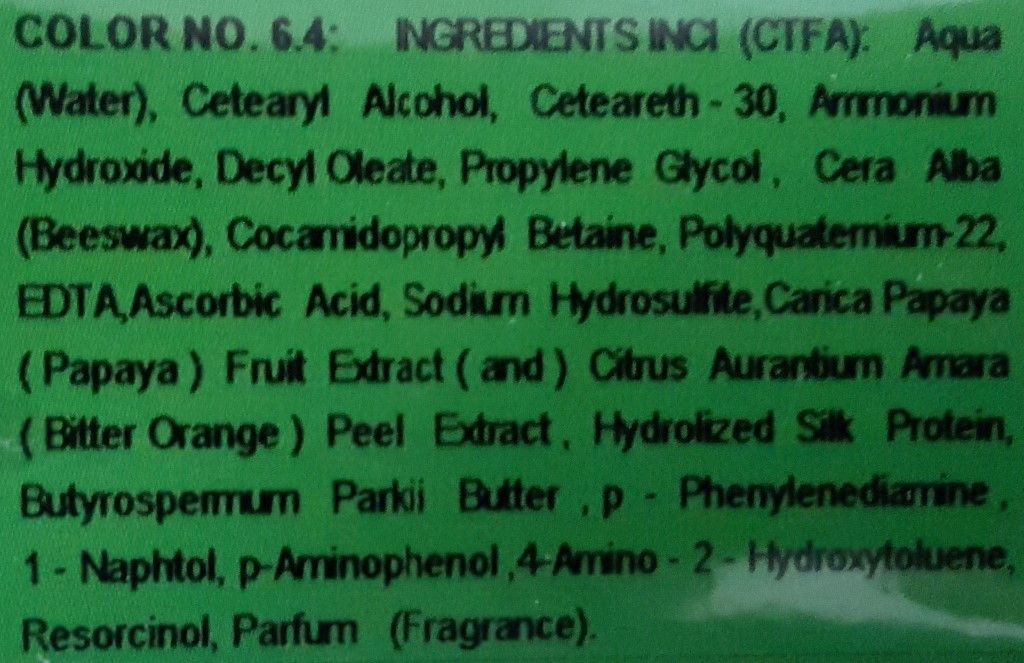 COLOR NO. 6.4: INGREDIENTS INCI (CTFA): Aqua
(Water), Cetearyl Alcohol, Ceteareth - 30, Ammonium
Hydroxide, Decyl Oleate, Propylene Glycol , Cera Alba
(Beeswax), Cocamidopropyl Betaine, Polyquaternium-22,
EDTA,Ascorbic Acid, Sodium Hydrosulfite,Carica Papaya
( Papaya ) Fruit Extract ( and ) Citrus Aurantium Amara
( Bitter Orange ) Peel Extract , Hydrolized Silk Protein,
Butyrospermum Parkii Butter , p - Phenylenediamine ,
1 - Naphtol, p-Aminophenol ,4-Amino - 2 - Hydroxytoluene,
Resorcinol, Parfum (Fragrance).